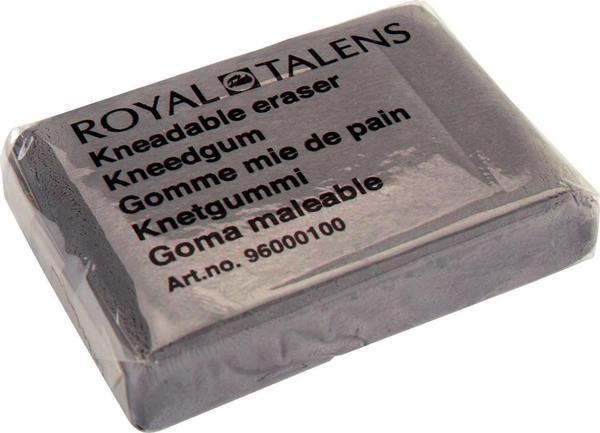 ROYAL TALENS
Kneadable eraser
Kneedgum
Gomme mie de pain
Knetgummi
Goma maleable
Art.no. 96000100